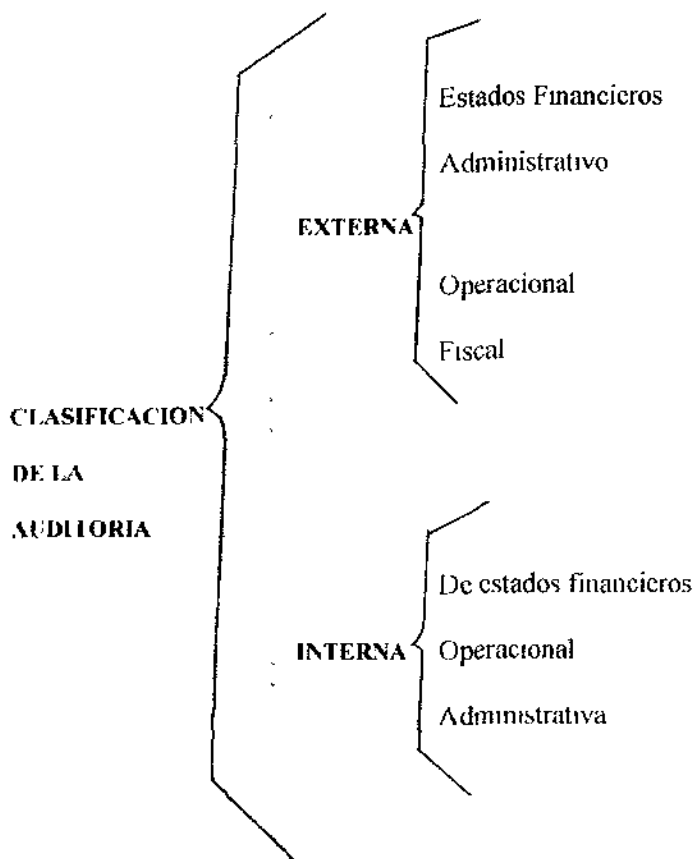 CLASIFICACION
DE LA
AUDITORIA
EXTERNA
Estados Financieros
Administrativo
Operacional
Fiscal
INTERNA
De estados financieros
Operacional
Administrativa